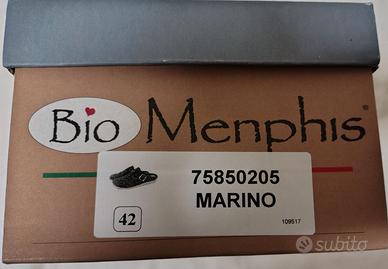 Bio Menphis®
75850205
MARINO
42
109517
subito